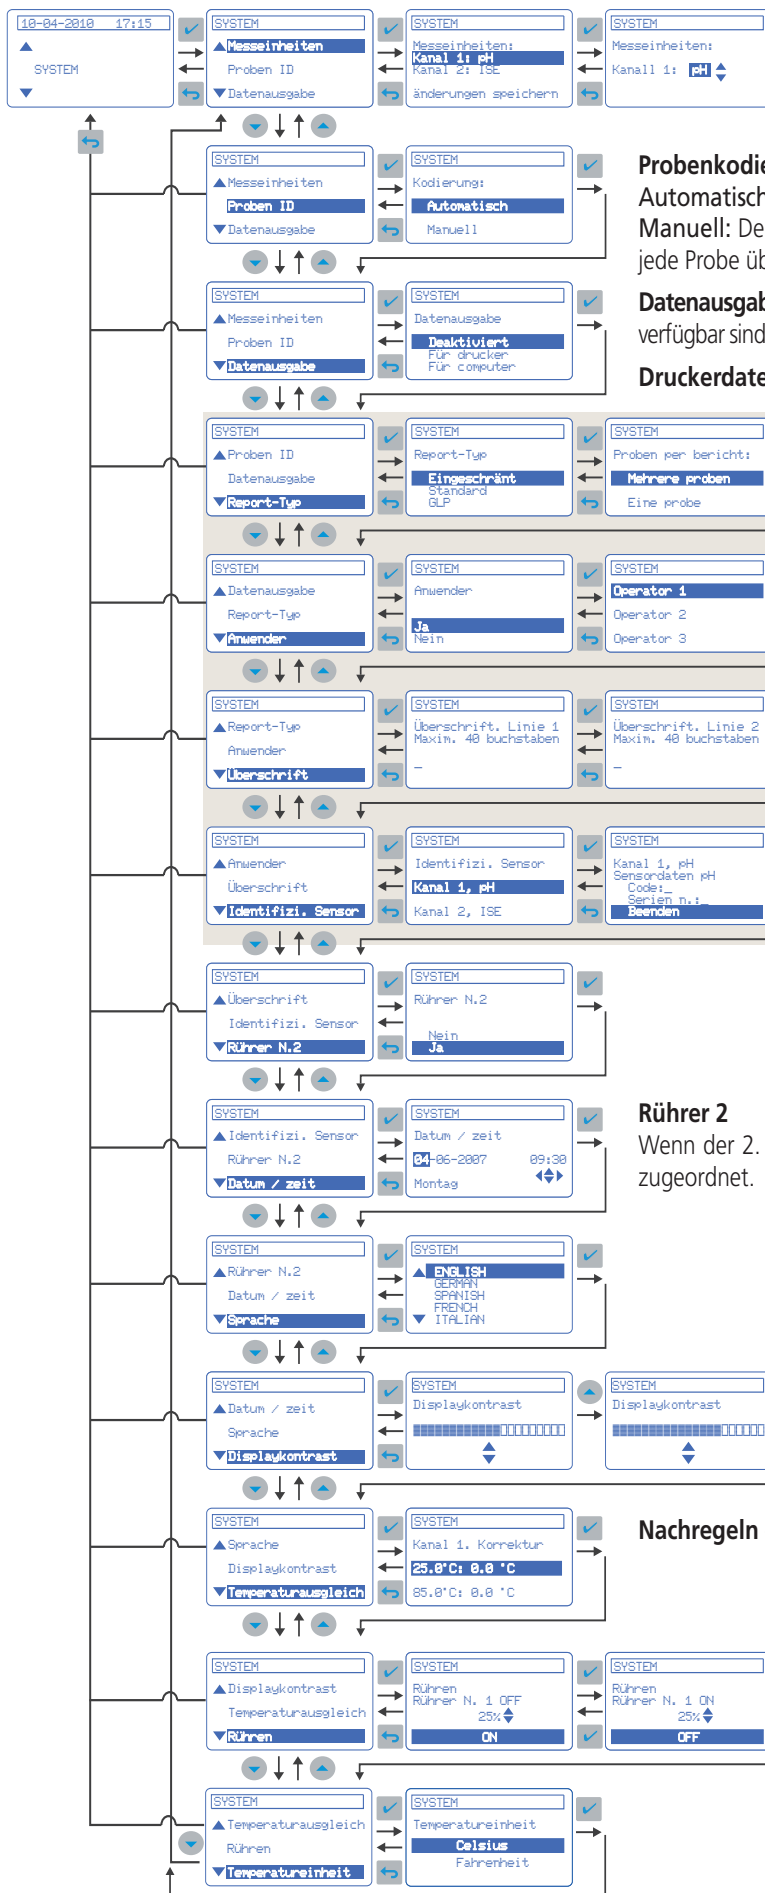 10-04-2010 17:15
SYSTEM
SYSTEM
Messeinheiten
Proben ID
Datenausgabe
SYSTEM
Messeinheiten:
Kanal 1: pH
Kanal 2: ISE
änderungen speichern
SYSTEM
Messeinheiten:
Kanall 1: pH
SYSTEM
Messeinheiten
Proben ID
Datenausgabe
SYSTEM
Kodierung:
Automatisch
Manuell
Probenkodie
Automatisch
Manuell: De
jede Probe üb
SYSTEM
Messeinheiten
Proben ID
Datenausgabe
SYSTEM
Datenausgabe
Deaktiviert
Für drucker
Für computer
Datenausgab
verfügbar sind
Druckerdate
SYSTEM
Proben ID
Datenausgabe
Report-Typ
SYSTEM
Report-Typ
Eingeschränt
Standard
GLP
SYSTEM
Proben per bericht:
Mehrere proben
Eine probe
SYSTEM
Datenausgabe
Report-Typ
Anwender
SYSTEM
Anwender
Ja
Nein
SYSTEM
Operator 1
Operator 2
Operator 3
SYSTEM
Report-Typ
Anwender
Überschrift
SYSTEM
Überschrift. Linie 1
Maxim. 40 buchstaben
_
SYSTEM
Überschrift. Linie 2
Maxim. 40 buchstaben
_
SYSTEM
Anwender
Überschrift
Identifizi. Sensor
SYSTEM
Identifizi. Sensor
Kanal 1, pH
Kanal 2, ISE
SYSTEM
Kanal 1, pH
Sensordaten pH
Code:_
Serien n.:_
Beenden
SYSTEM
Überschrift
Identifizi. Sensor
Rührer N.2
SYSTEM
Rührer N.2
Nein
Ja
SYSTEM
Identifizi. Sensor
Rührer N.2
Datum / zeit
SYSTEM
Datum / zeit
04-06-2007 09:30
Montag
Rührer 2
Wenn der 2.
zugeordnet.
SYSTEM
Rührer N.2
Datum / zeit
Sprache
SYSTEM
ENGLISH
GERMAN
SPANISH
FRENCH
ITALIAN
SYSTEM
Datum / zeit
Sprache
Displaykontrast
SYSTEM
Displaykontrast
SYSTEM
Displaykontrast
SYSTEM
Sprache
Displaykontrast
Temperaturausgleich
SYSTEM
Kanal 1. Korrektur
25.0°C: 0.0 °C
85.0°C: 0.0 °C
Nachregeln
SYSTEM
Displaykontrast
Temperaturausgleich
Rühren
SYSTEM
Rühren
Rührer N. 1 OFF
25%
ON
SYSTEM
Rühren
Rührer N. 1 ON
25%
OFF
SYSTEM
Temperaturausgleich
Rühren
Temperatureinheit
SYSTEM
Temperatureinheit
Celsius
Fahrenheit